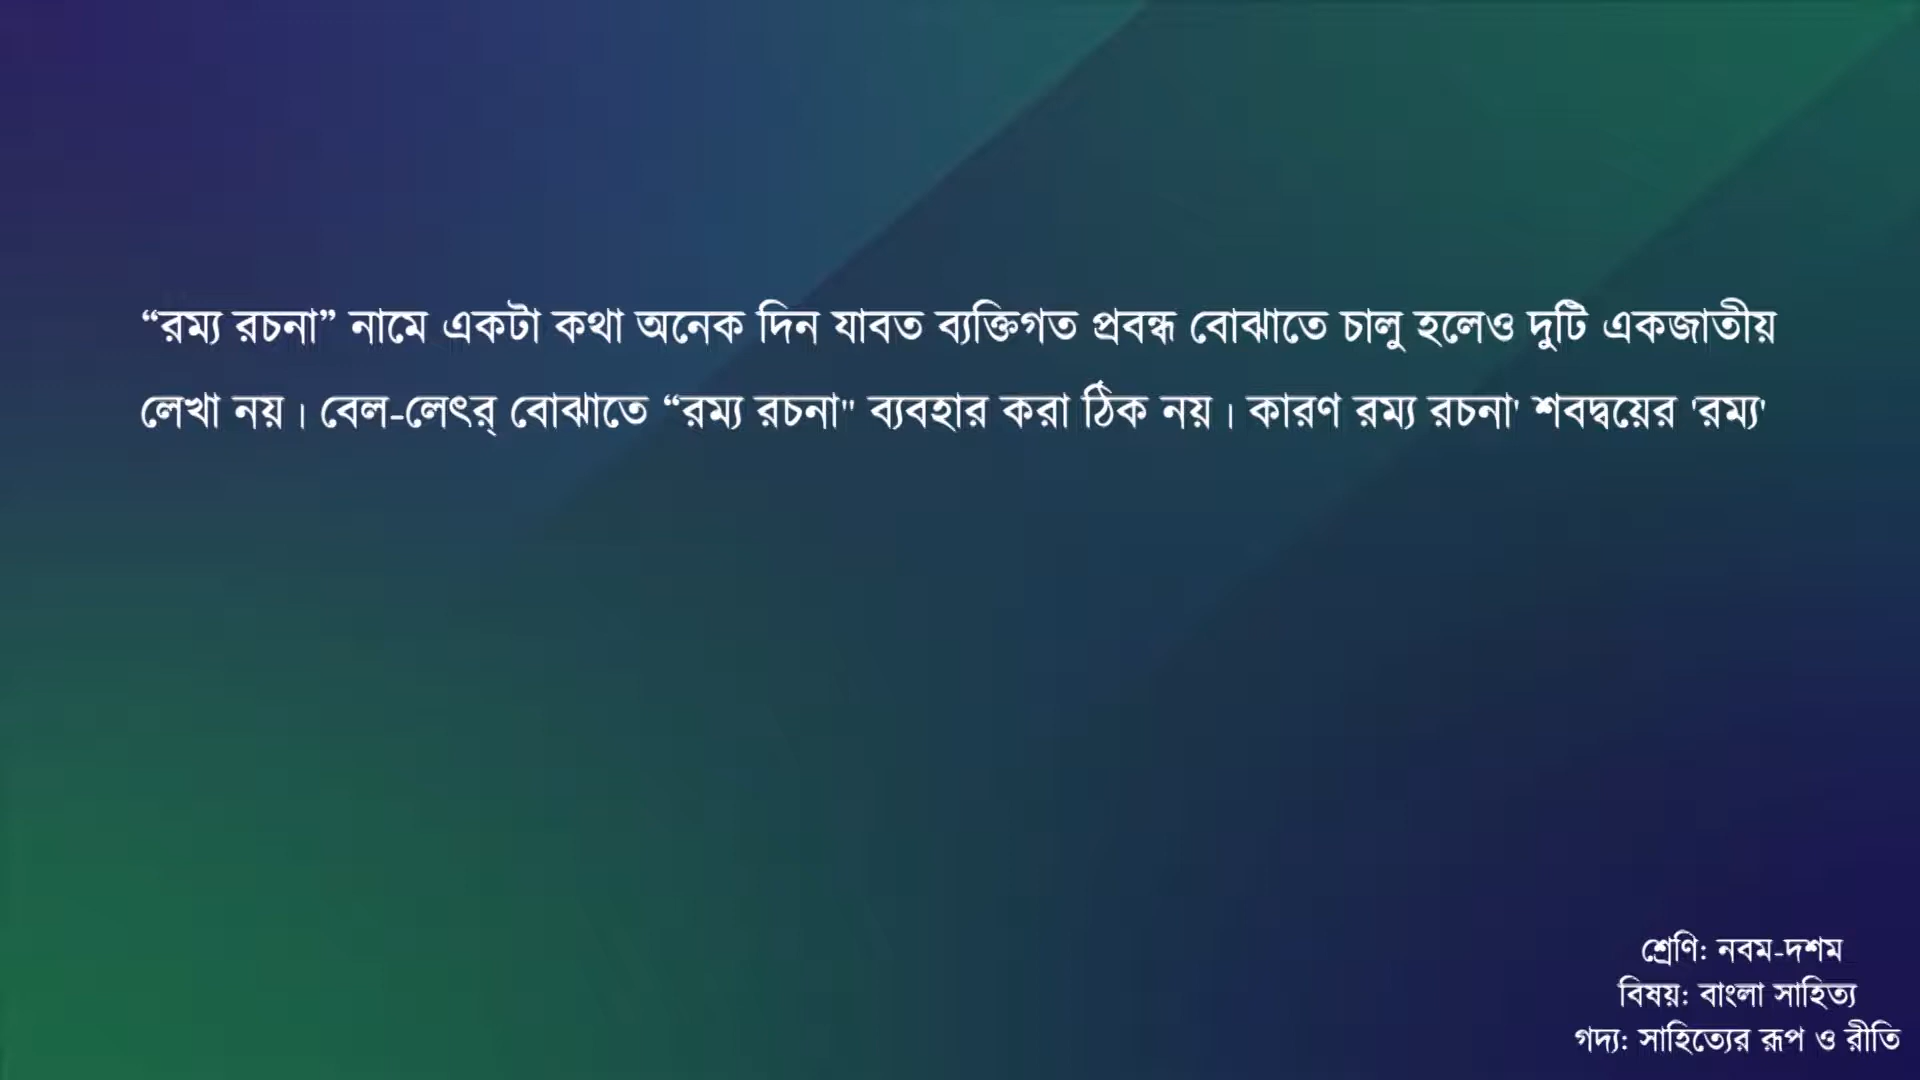 “রম্য রচনা” নামে একটা কথা অনেক দিন যাবত ব্যক্তিগত প্রবন্ধ বোঝাতে চালু হলেও দুটি একজাতীয়
লেখা নয়। বেল-লেৎর্ বোঝাতে “রম্য রচনা" ব্যবহার করা ঠিক নয়। কারণ রম্য রচনা' শবদ্বয়ের 'রম্য'
শ্রেণি: নবম-দশম
বিষয়: বাংলা সাহিত্য
গদ্য: সাহিত্যের রূপ ও রীতি